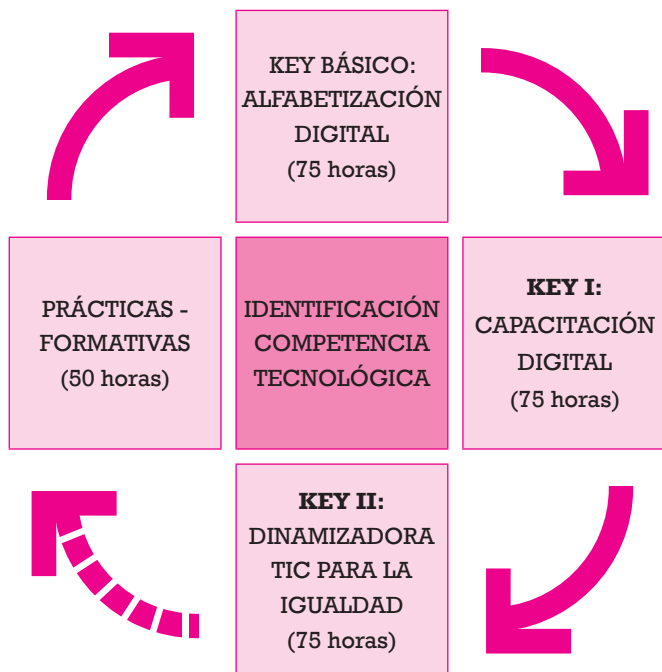 KEY BÁSICO:
ALFABETIZACIÓN
DIGITAL
(75 horas)
PRÁCTICAS -
FORMATIVAS
(50 horas)
IDENTIFICACIÓN
COMPETENCIA
TECNOLÓGICA
KEY I:
CAPACITACIÓN
DIGITAL
(75 horas)
KEY II:
DINAMIZADORA
TIC PARA LA
IGUALDAD
(75 horas)